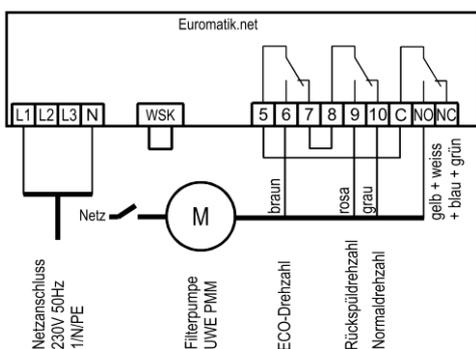 Euromatik.net
L1 L2 L3 N
WSK
5 6 7 8 9 10 C NO NC
braun
rosa
grau
gelb + weiss
+ blau + grün
Netz
M
Netzanschluss
230V 50Hz
1/N/PE
Filterpumpe
UWE PMM
ECO-Drehzahl
Rückspüldrehzahl
Normaldrehzahl